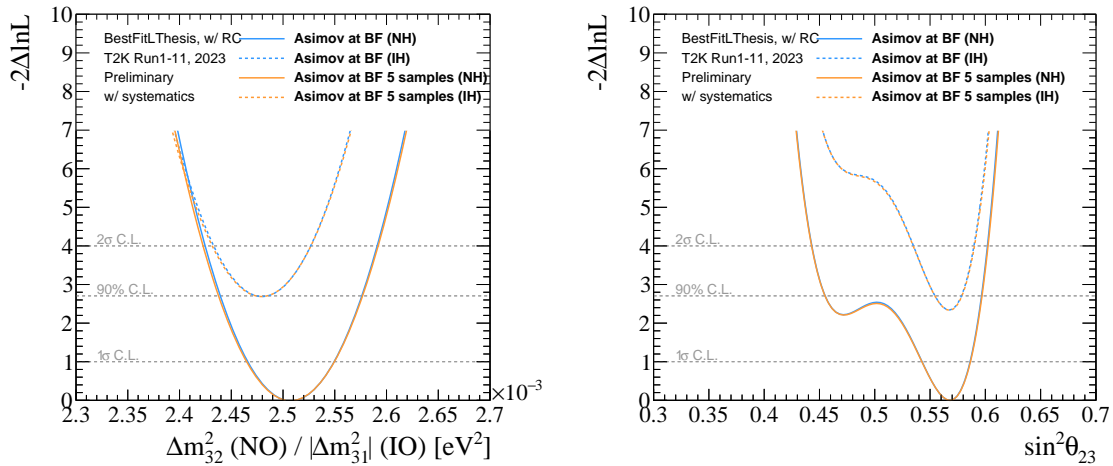 -2ΔlnL
10
9
8
7
6
5
4
3
2
1
0
BestFitLThesis, w/ RC
T2K Run1-11, 2023
Preliminary
w/ systematics
Asimov at BF (NH)
Asimov at BF (IH)
Asimov at BF 5 samples (NH)
Asimov at BF 5 samples (IH)
2σ C.L.
90% C.L.
1σ C.L.
2.3 2.35 2.4 2.45 2.5 2.55 2.6 2.65 2.7
×10⁻³
Δm²₃₂ (NO) / |Δm²₃₁| (IO) [eV²]
-2ΔlnL
10
9
8
7
6
5
4
3
2
1
0
BestFitLThesis, w/ RC
T2K Run1-11, 2023
Preliminary
w/ systematics
Asimov at BF (NH)
Asimov at BF (IH)
Asimov at BF 5 samples (NH)
Asimov at BF 5 samples (IH)
2σ C.L.
90% C.L.
1σ C.L.
0.3 0.35 0.4 0.45 0.5 0.55 0.6 0.65 0.7
sin²θ₂₃